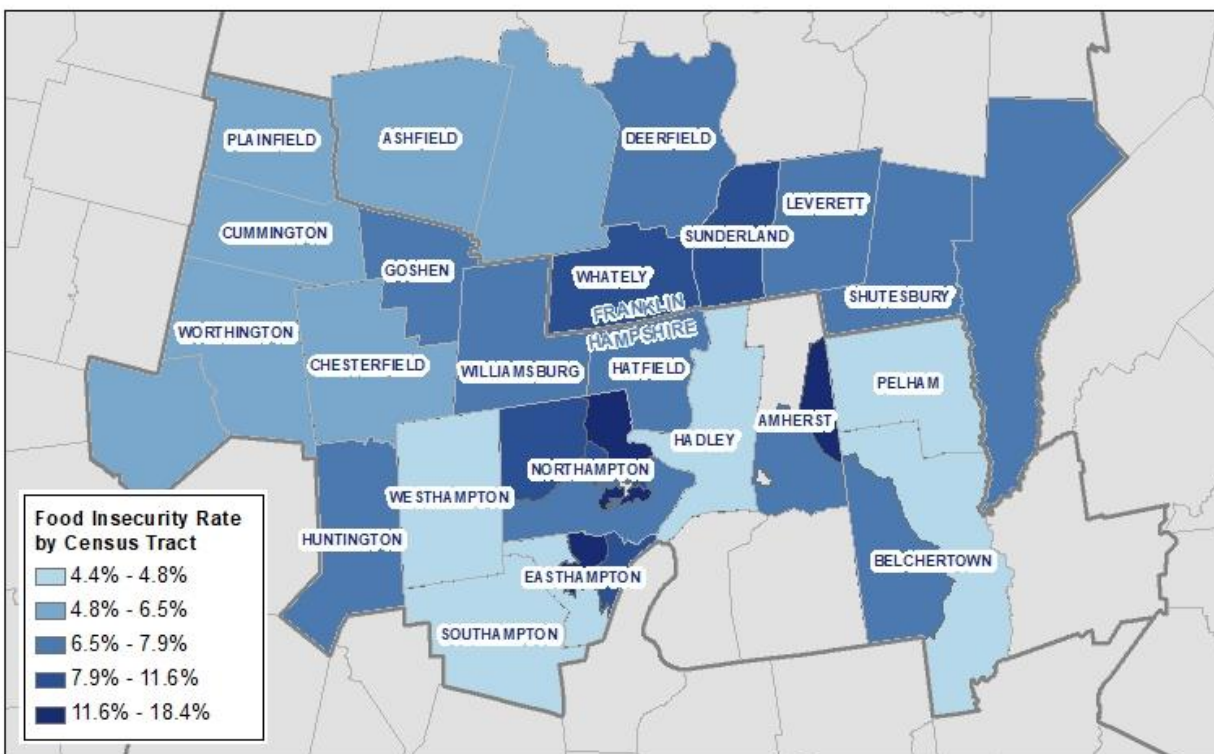 PLAINFIELD
ASHFIELD
DEERFIELD
LEVERETT
CUMMINGTON
SUNDERLAND
GOSHEN
WHATELY
SHUTESBURY
FRANKLIN
WORTHINGTON
HAMPSHIRE
CHESTERFIELD
WILLIAMSBURG
HATFIELD
PELHAM
AMHERST
HADLEY
NORTHAMPTON
WESTHAMPTON
HUNTINGTON
BELCHERTOWN
EASTHAMPTON
SOUTHAMPTON
Food Insecurity Rate
by Census Tract
4.4% - 4.8%
4.8% - 6.5%
6.5% - 7.9%
7.9% - 11.6%
11.6% - 18.4%